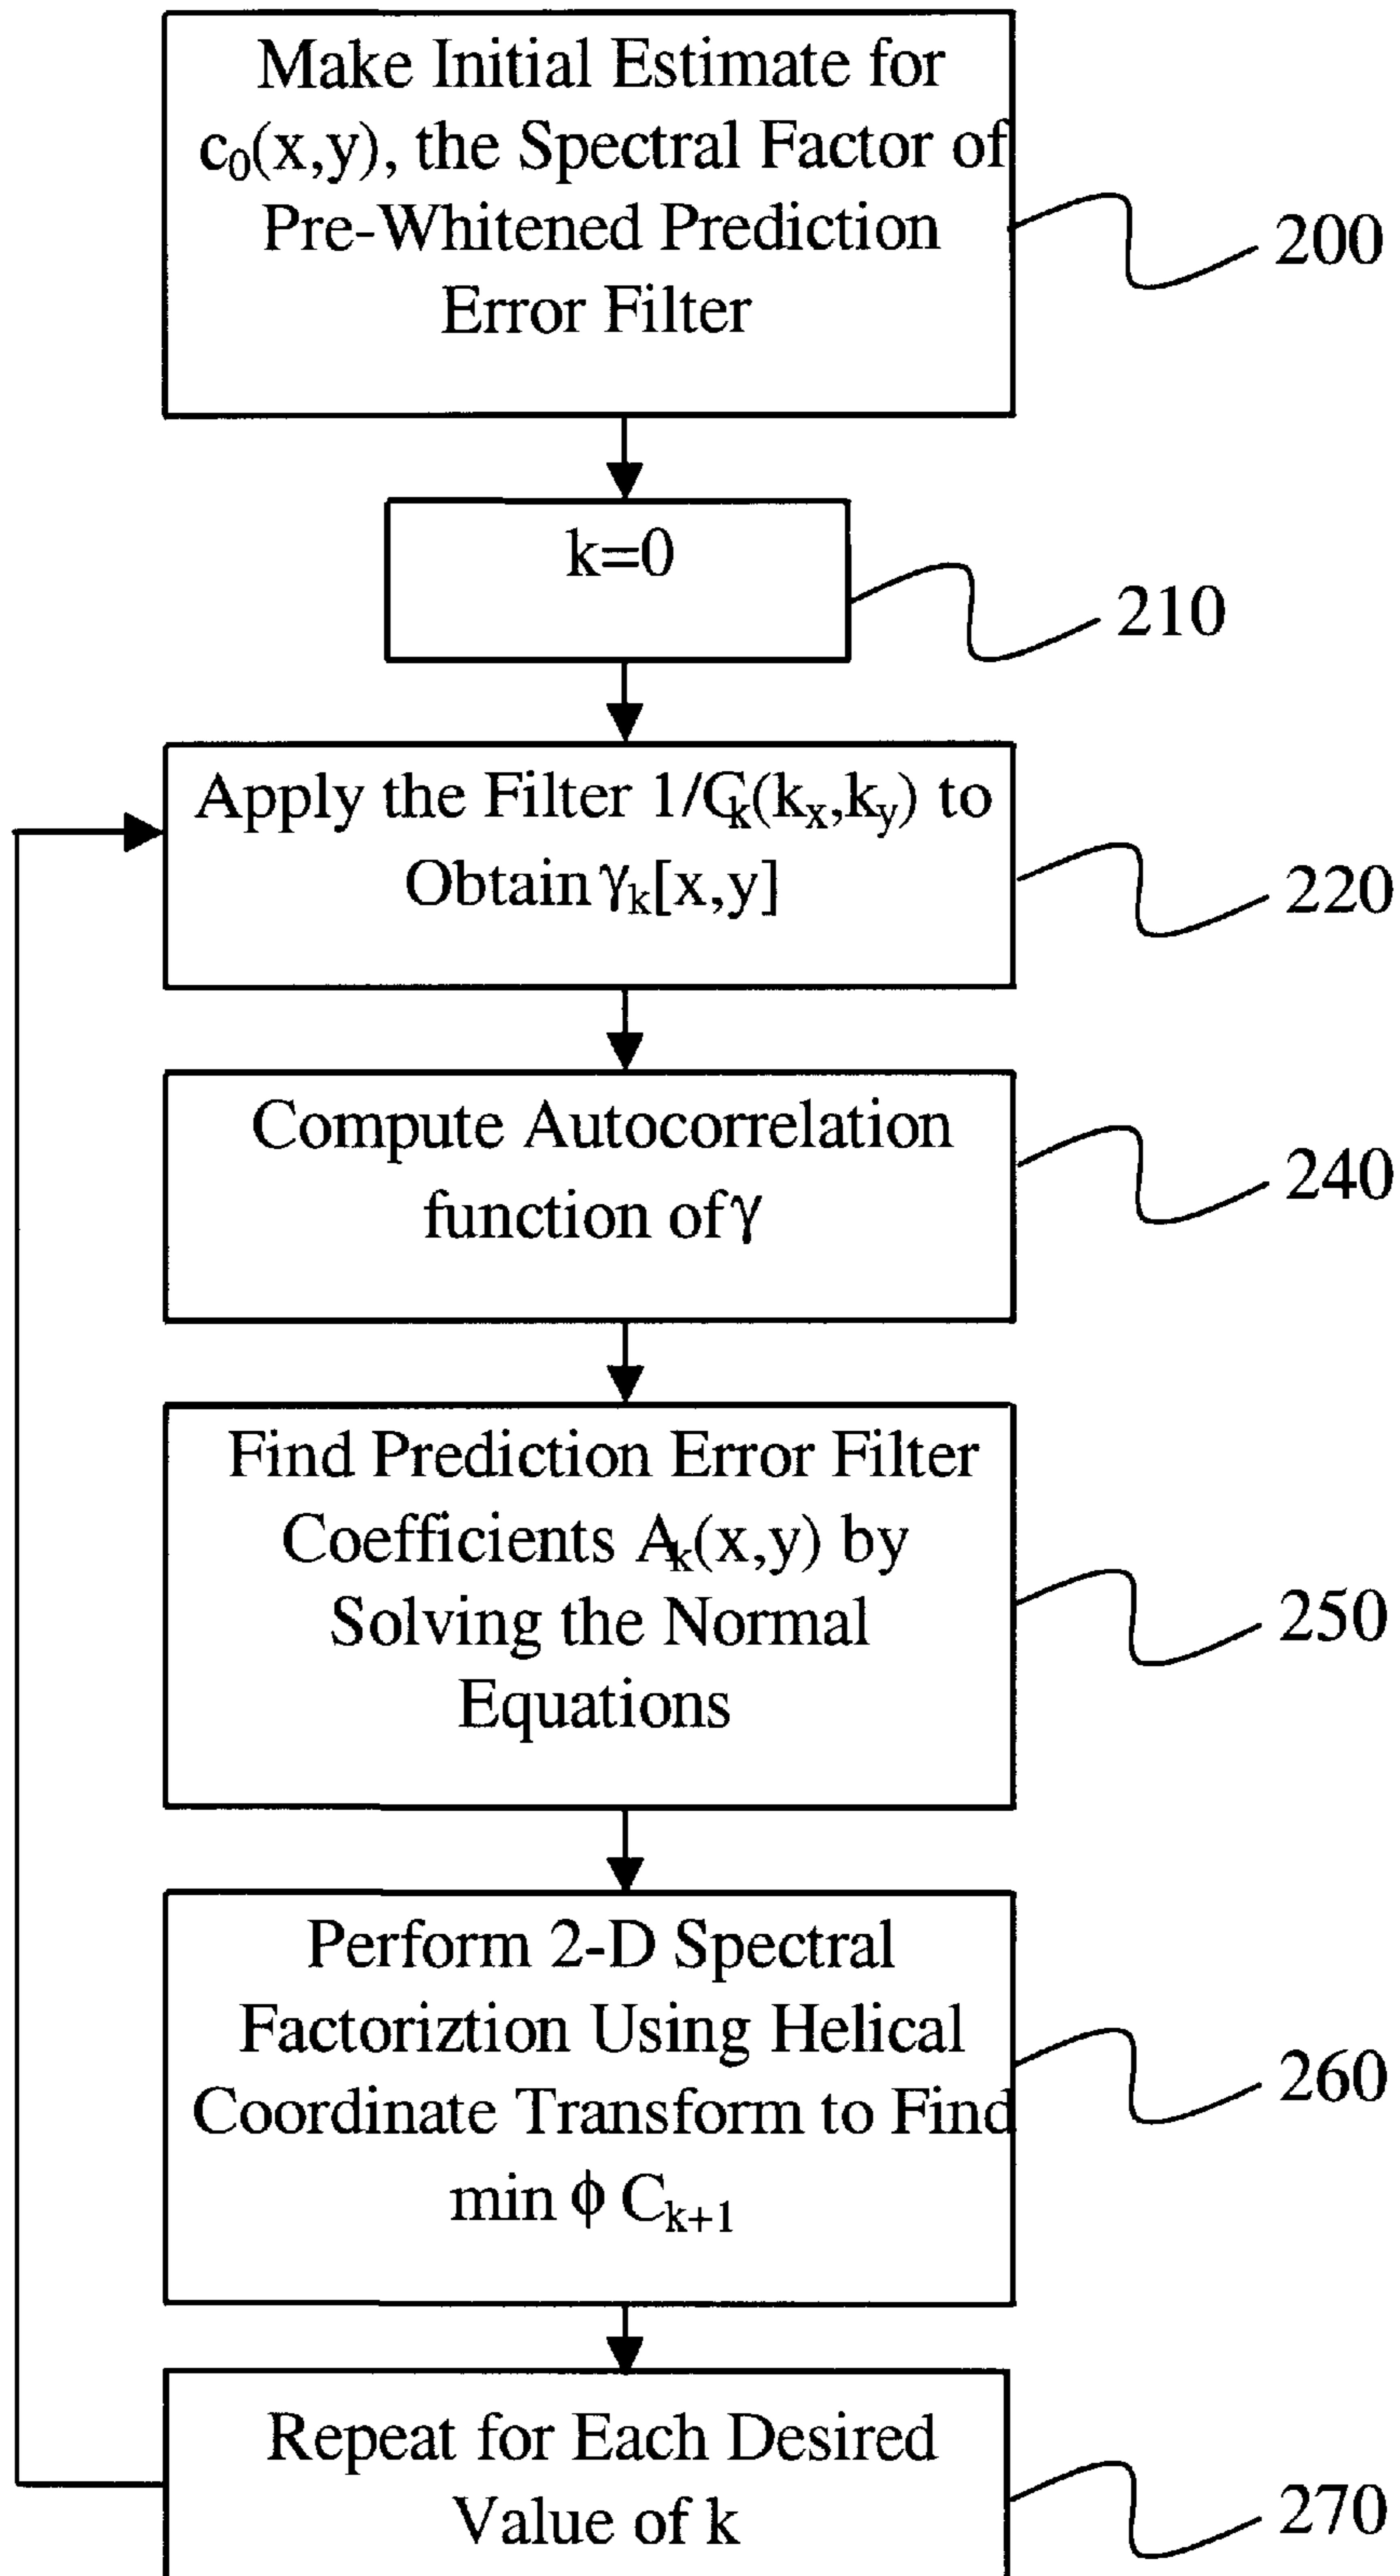 Make Initial Estimate for
c₀(x,y), the Spectral Factor of
Pre-Whitened Prediction
Error Filter
200
k=0
210
Apply the Filter 1/Cₖ(kₓ,k_y) to
Obtain γₖ[x,y]
220
Compute Autocorrelation
function of γ
240
Find Prediction Error Filter
Coefficients Aₖ(x,y) by
Solving the Normal
Equations
250
Perform 2-D Spectral
Factoriztion Using Helical
Coordinate Transform to Find
min ϕ Cₖ₊₁
260
Repeat for Each Desired
Value of k
270